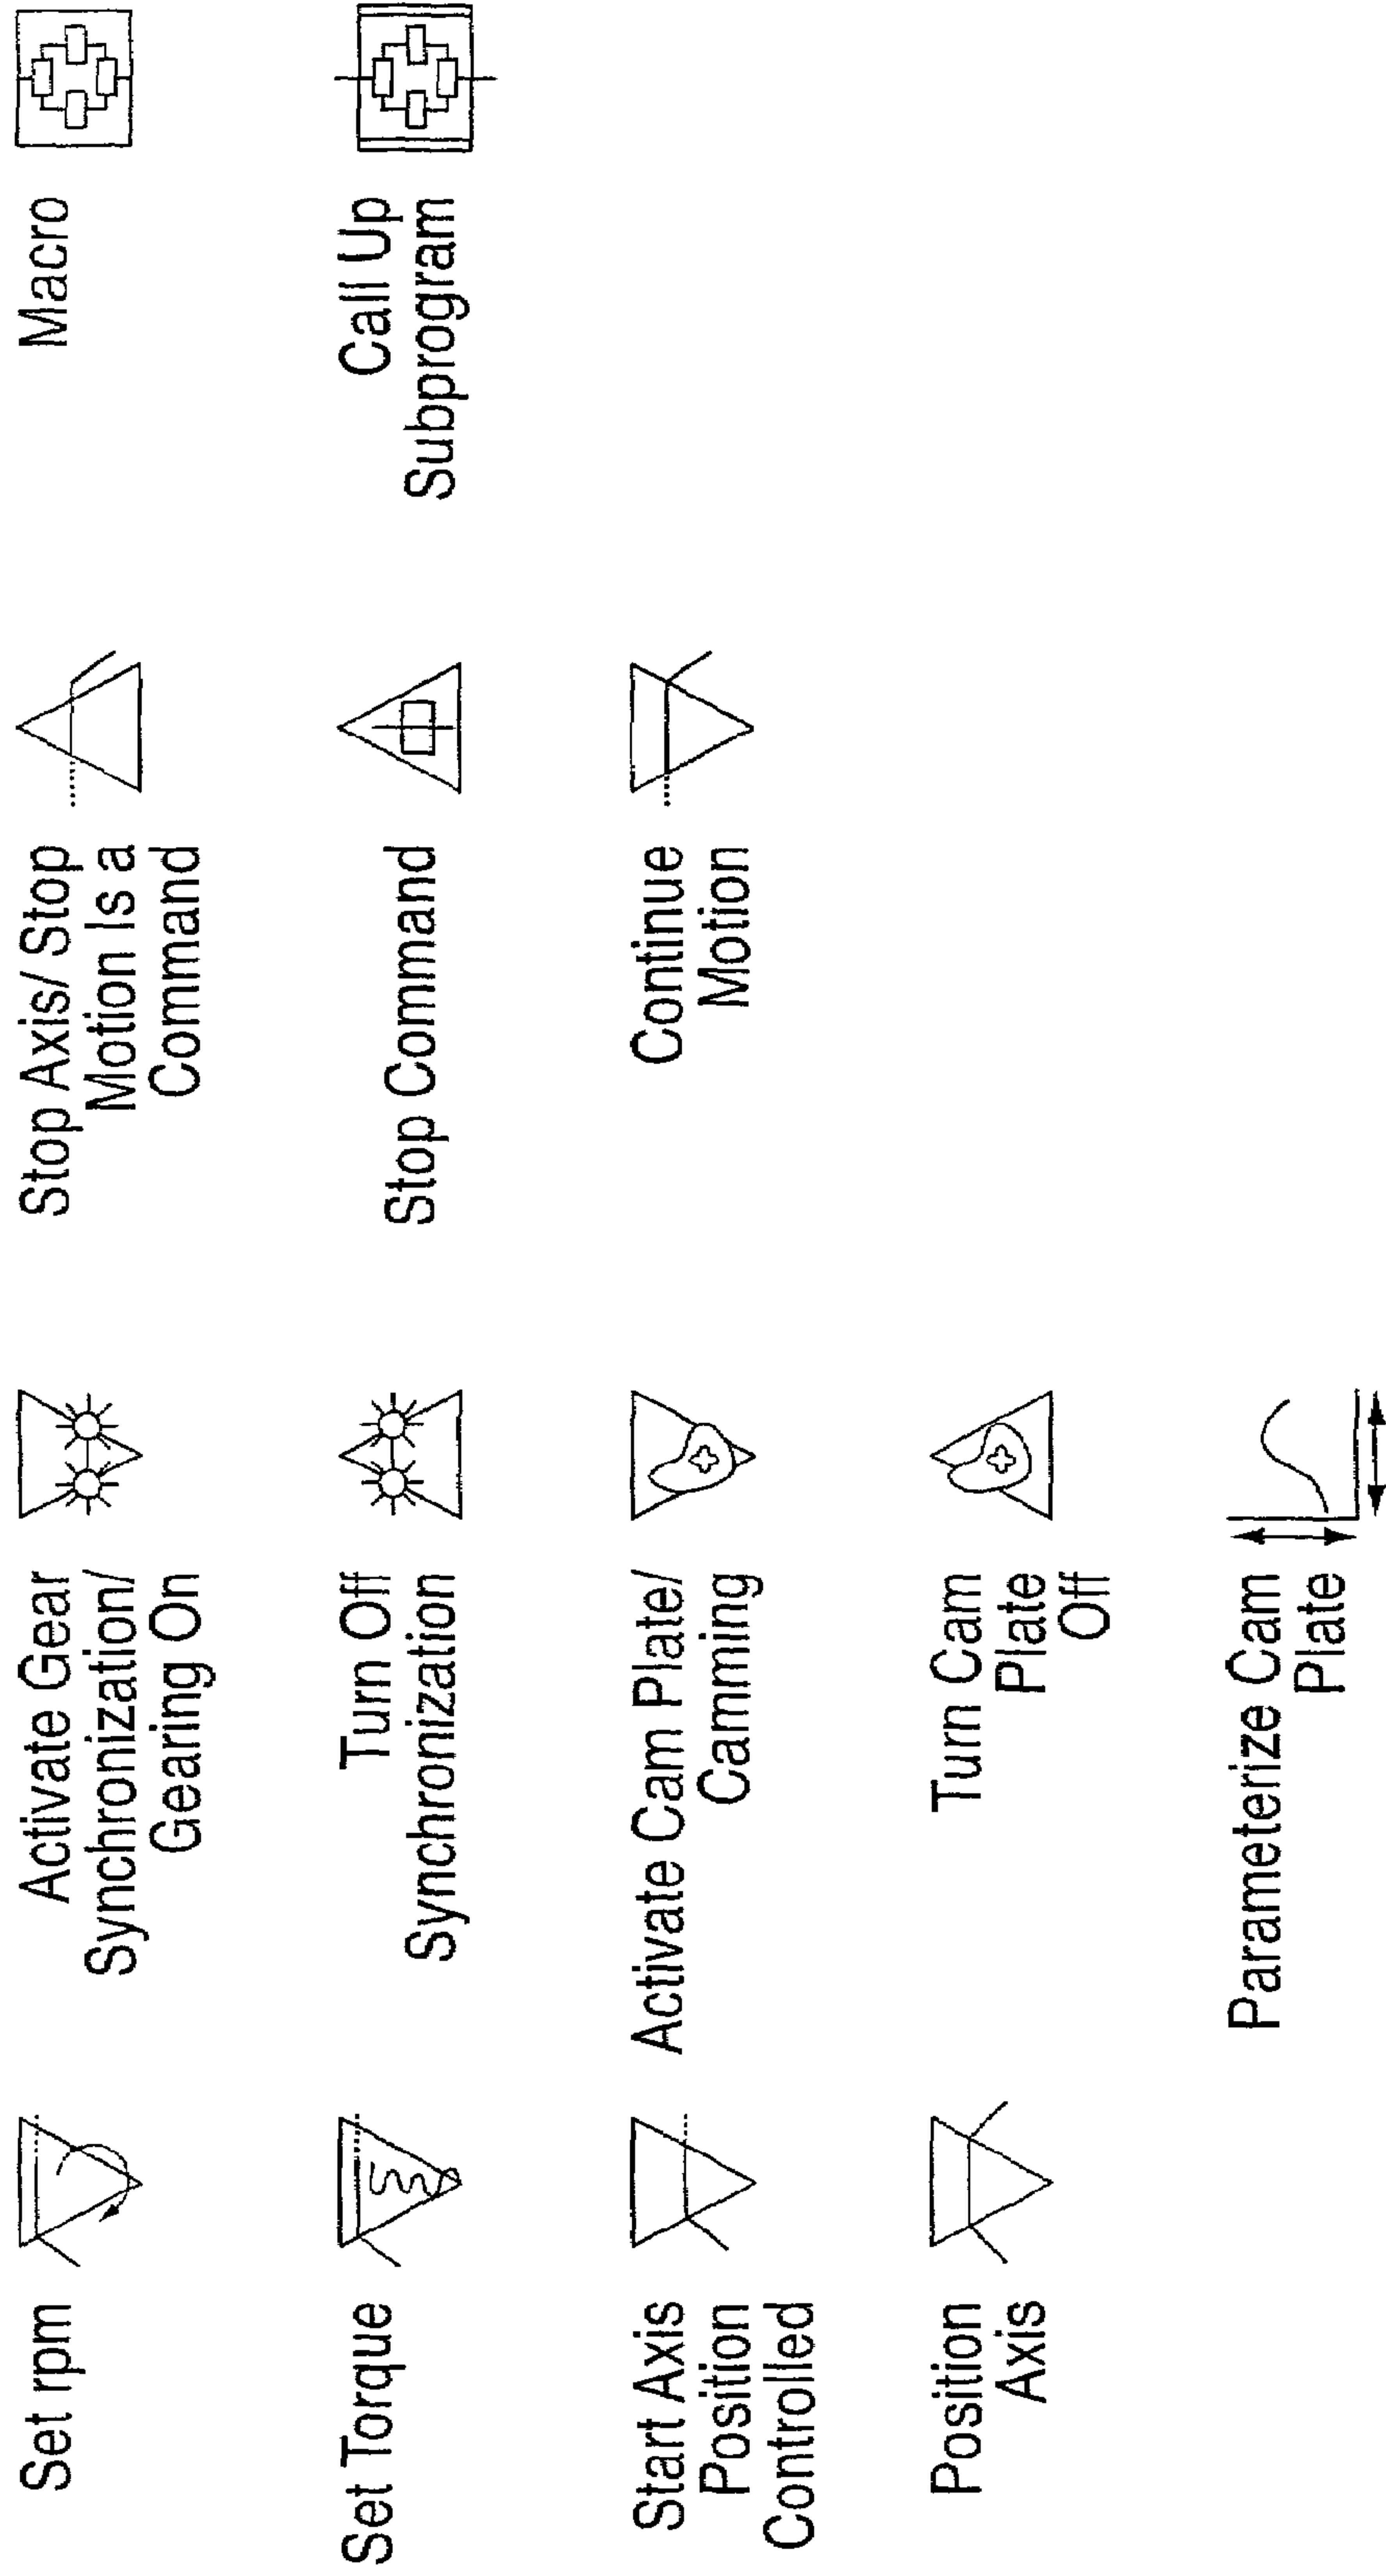 Set rpm
Set Torque
Start Axis
Position
Controlled
Position
Axis
Activate Gear
Synchronization/
Gearing On
Turn Off
Synchronization
Activate Cam Plate/
Camming
Turn Cam
Plate
Off
Parameterize Cam
Plate
Stop Axis/ Stop
Motion Is a
Command
Stop Command
Continue
Motion
Macro
Call Up
Subprogram